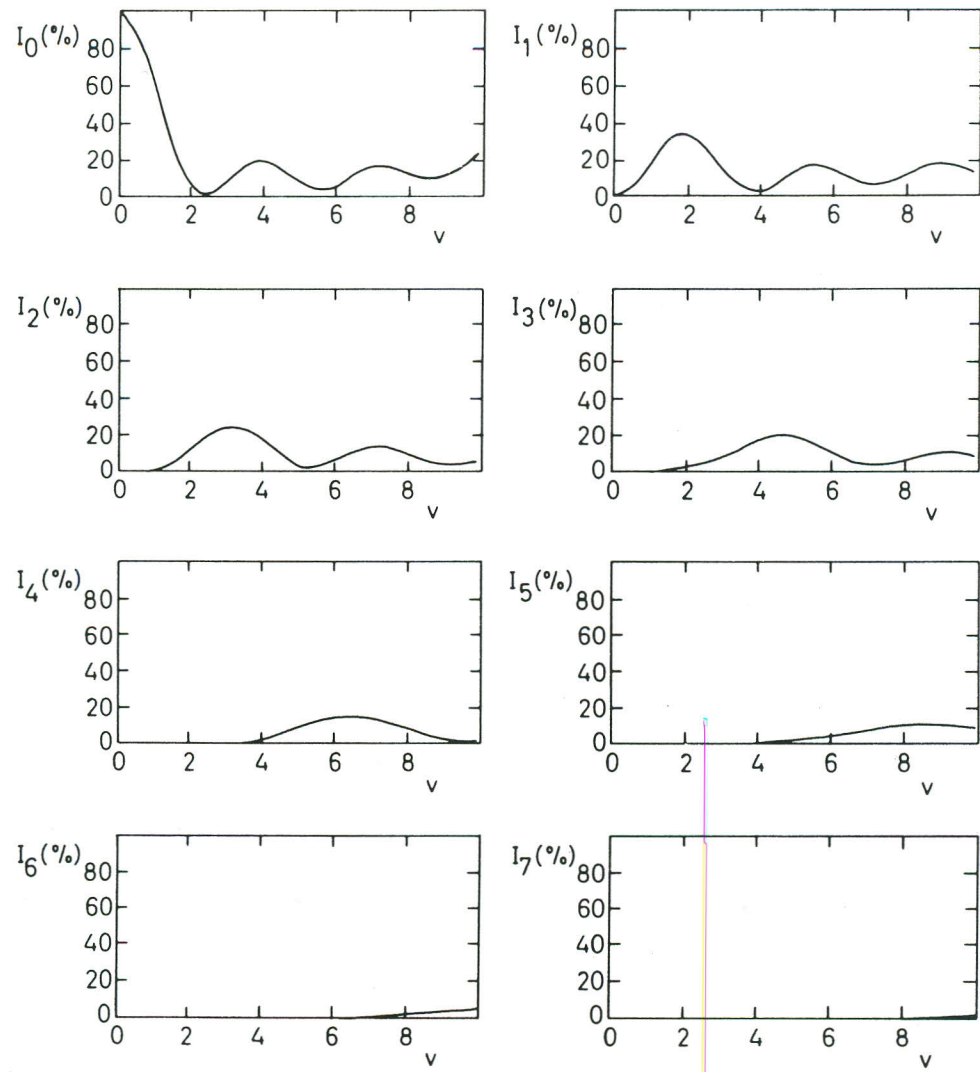 I0(%) 80 60 40 20 0
0 2 4 6 8
v
I1(%) 80 60 40 20 0
0 2 4 6 8
v
I2(%) 80 60 40 20 0
0 2 4 6 8
v
I3(%) 80 60 40 20 0
0 2 4 6 8
v
I4(%) 80 60 40 20 0
0 2 4 6 8
v
I5(%) 80 60 40 20 0
0 2 4 6 8
v
I6(%) 80 60 40 20 0
0 2 4 6 8
v
I7(%) 80 60 40 20 0
0 2 4 6 8
v